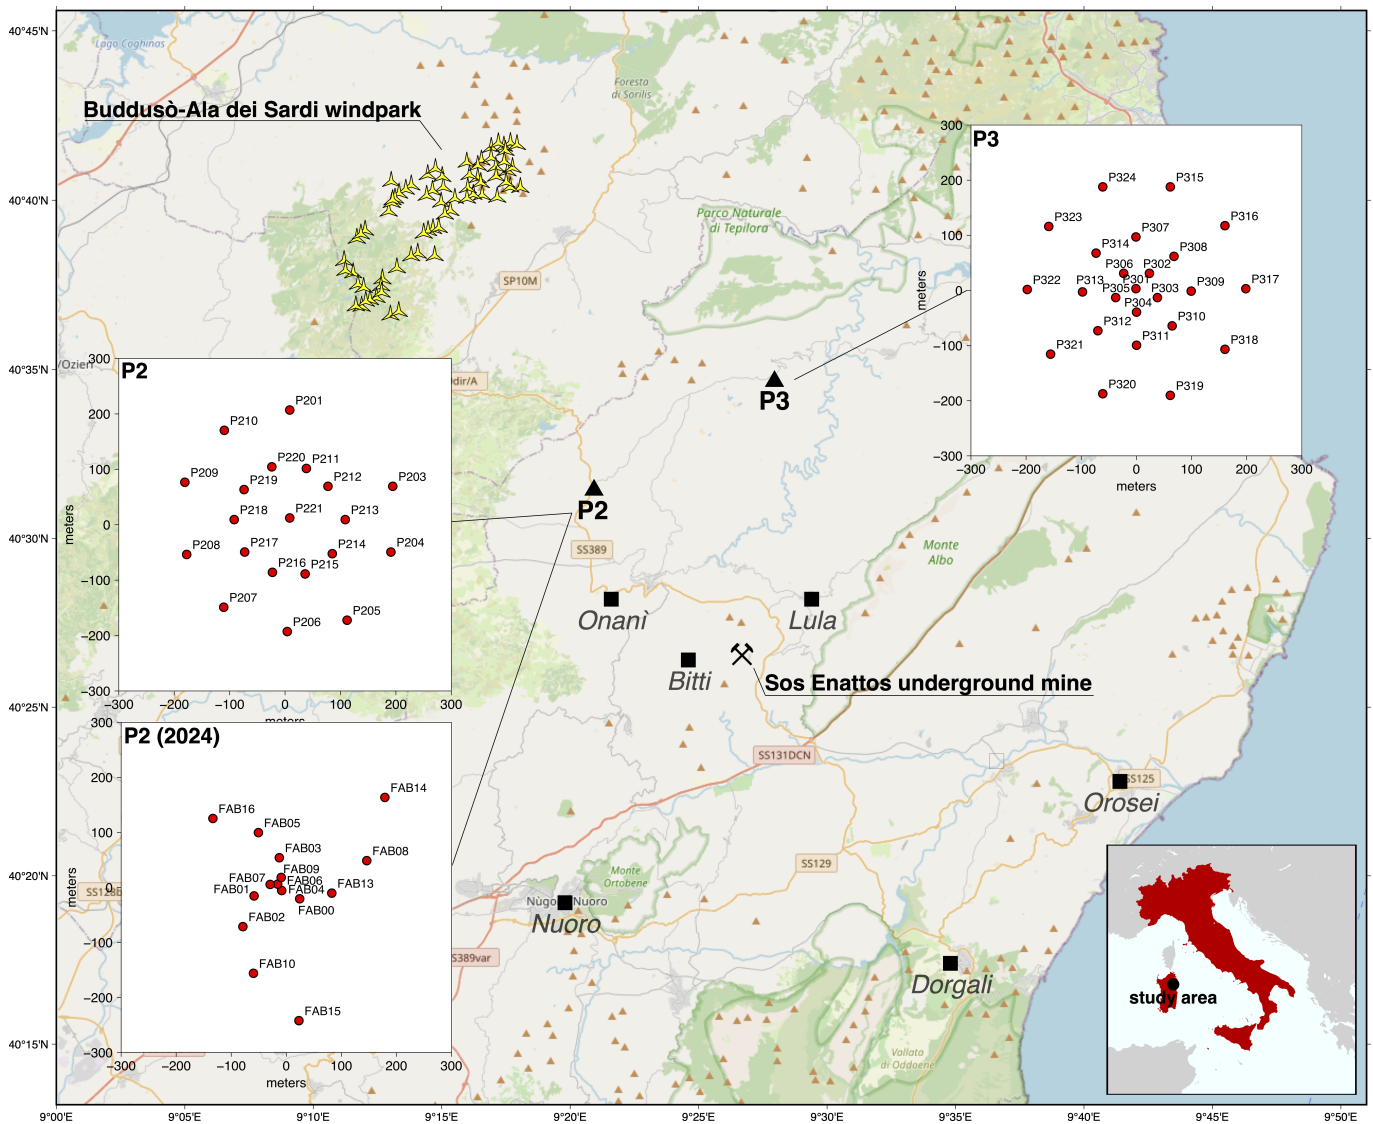 40°45'N
40°40'N
40°35'N
40°30'N
40°25'N
40°20'N
40°15'N
9°00'E
9°05'E
9°10'E
9°15'E
9°20'E
9°25'E
9°30'E
9°35'E
9°40'E
9°45'E
9°50'E
Lago Coghinas
Foresta
di Sorilis
Buddusò-Ala dei Sardi windpark
Parco Naturale
di Tepilora
SP10M
/Ozieri
dir/A
P3
P2
SS389
Monte
Albo
Onanì
Lula
Bitti
Sos Enattos underground mine
SS131DCN
SS125
Orosei
SS129
Monte
Ortobene
Nùgo
Nuoro
Nuoro
S389var
Dorgali
Vallata
di Oddoene
study area
P3
300
200
100
0
−100
−200
−300
meters
P324
P315
P323
P316
P307
P314
P308
P306
P302
P322
P313
P301
P309
P317
P305
P303
P304
P312
P310
P311
P321
P318
P320
P319
−300
−200
−100
0
100
200
300
meters
P2
300
200
100
0
−100
−200
−300
meters
P201
P210
P220
P211
P209
P219
P212
P203
P218
P221
P213
P208
P217
P214
P204
P216
P215
P207
P206
P205
−300
−200
−100
0
100
200
300
meters
P2 (2024)
300
200
100
0
−100
−200
−300
meters
FAB14
FAB16
FAB05
FAB03
FAB08
FAB09
FAB07
FAB06
FAB01
FAB04
FAB13
FAB02
FAB00
FAB10
FAB15
−300
−200
−100
0
100
200
300
meters